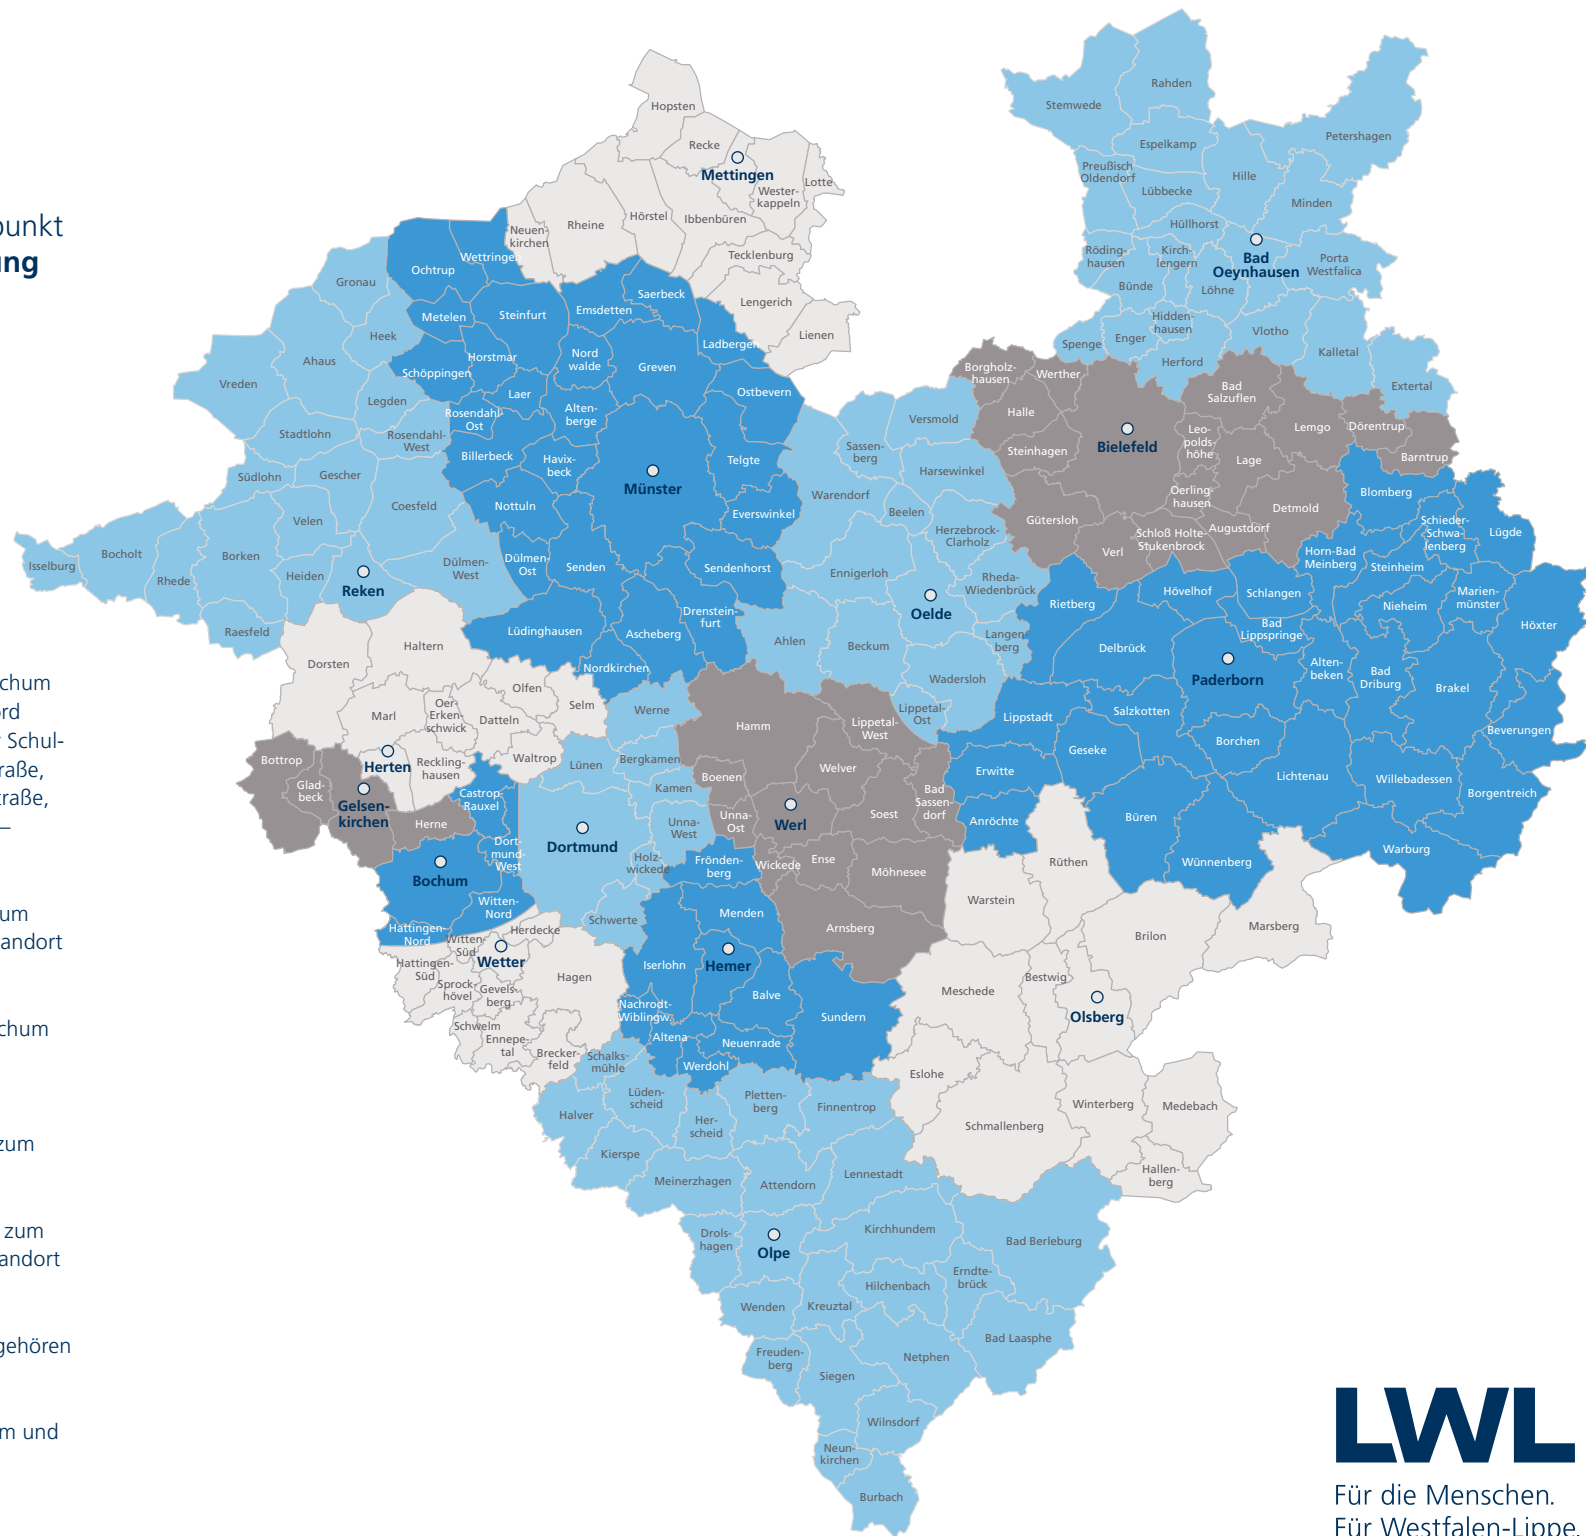 punkt
ung
chum
ord
r Schul-
raße,
traße,
–
um
andort
chum
zum
zum
andort
gehören
m und
Hopsten
Recke
Mettingen
Wester-
kappeln
Lotte
Neuen-
kirchen
Rheine
Hörstel
Ibbenbüren
Tecklenburg
Lengerich
Lienen
Stemwede
Rahden
Petershagen
Espelkamp
Preußisch
Oldendorf
Lübbecke
Hille
Minden
Hüllhorst
Röding-
hausen
Kirch-
lengern
Bad
Oeynhausen
Porta
Westfalica
Bünde
Löhne
Hidden-
hausen
Spenge
Enger
Vlotho
Herford
Kalletal
Extertal
Ochtrup
Wettringen
Metelen
Steinfurt
Emsdetten
Saerbeck
Ladbergen
Horstmar
Nord
walde
Greven
Schöppingen
Laer
Alten-
berge
Ostbevern
Rosendahl-
Ost
Billerbeck
Havix-
beck
Münster
Telgte
Nottuln
Everswinkel
Dülmen-
Ost
Senden
Sendenhorst
Lüdinghausen
Ascheberg
Drenstein-
furt
Nordkirchen
Gronau
Heek
Ahaus
Vreden
Legden
Stadtlohn
Rosendahl-
West
Südlohn
Gescher
Velen
Coesfeld
Isselburg
Bocholt
Rhede
Borken
Heiden
Reken
Dülmen-
West
Raesfeld
Versmold
Sassen-
berg
Harsewinkel
Warendorf
Beelen
Herzebrock-
Clarholz
Ennigerloh
Oelde
Rheda-
Wiedenbrück
Ahlen
Beckum
Langen-
berg
Wadersloh
Lippetal-
Ost
Borgholz-
hausen
Werther
Bad
Salzuflen
Halle
Bielefeld
Leo-
polds-
höhe
Lemgo
Dörentrup
Steinhagen
Lage
Barntrup
Oerling-
hausen
Detmold
Gütersloh
Verl
Schloß Holte-
Stukenbrock
Augustdorf
Blomberg
Schieder-
Schwa-
lenberg
Lügde
Horn-Bad
Meinberg
Steinheim
Rietberg
Hövelhof
Schlangen
Nieheim
Marien-
münster
Höxter
Delbrück
Bad
Lippspringe
Paderborn
Alten-
beken
Bad
Driburg
Brakel
Lippstadt
Salzkotten
Beverungen
Geseke
Borchen
Erwitte
Lichtenau
Willebadessen
Borgentreich
Anröchte
Büren
Wünnenberg
Warburg
Dorsten
Haltern
Olfen
Selm
Marl
Oer-
Erken-
schwick
Datteln
Herten
Reckling-
hausen
Waltrop
Bottrop
Glad-
beck
Gelsen-
kirchen
Herne
Castrop-
Rauxel
Dort-
mund-
West
Bochum
Witten-
Nord
Hattingen-
Nord
Werne
Lünen
Bergkamen
Kamen
Unna-
West
Dortmund
Holz-
wickede
Schwerte
Hamm
Lippetal-
West
Boenen
Welver
Unna-
Ost
Werl
Soest
Bad
Sassen-
dorf
Wickede
Ense
Möhnesee
Arnsberg
Frönden-
berg
Menden
Iserlohn
Hemer
Balve
Sundern
Nachrodt-
Wiblingw.
Altena
Neuenrade
Werdohl
Witten-
Süd
Herdecke
Wetter
Hattingen-
Süd
Hagen
Sprock-
hövel
Gevels-
berg
Schwelm
Ennepe-
tal
Brecker-
feld
Warstein
Rüthen
Brilon
Marsberg
Meschede
Bestwig
Olsberg
Eslohe
Schmallenberg
Winterberg
Medebach
Hallen-
berg
Schalks-
mühle
Lüden-
scheid
Pletten-
berg
Finnentrop
Halver
Her-
scheid
Kierspe
Meinerzhagen
Attendorn
Lennestadt
Drols-
hagen
Olpe
Kirchhundem
Bad Berleburg
Erndte-
brück
Hilchenbach
Wenden
Kreuztal
Bad Laasphe
Freuden-
berg
Siegen
Netphen
Wilnsdorf
Neun-
kirchen
Burbach
LWL
Für die Menschen.
Für Westfalen-Lippe.